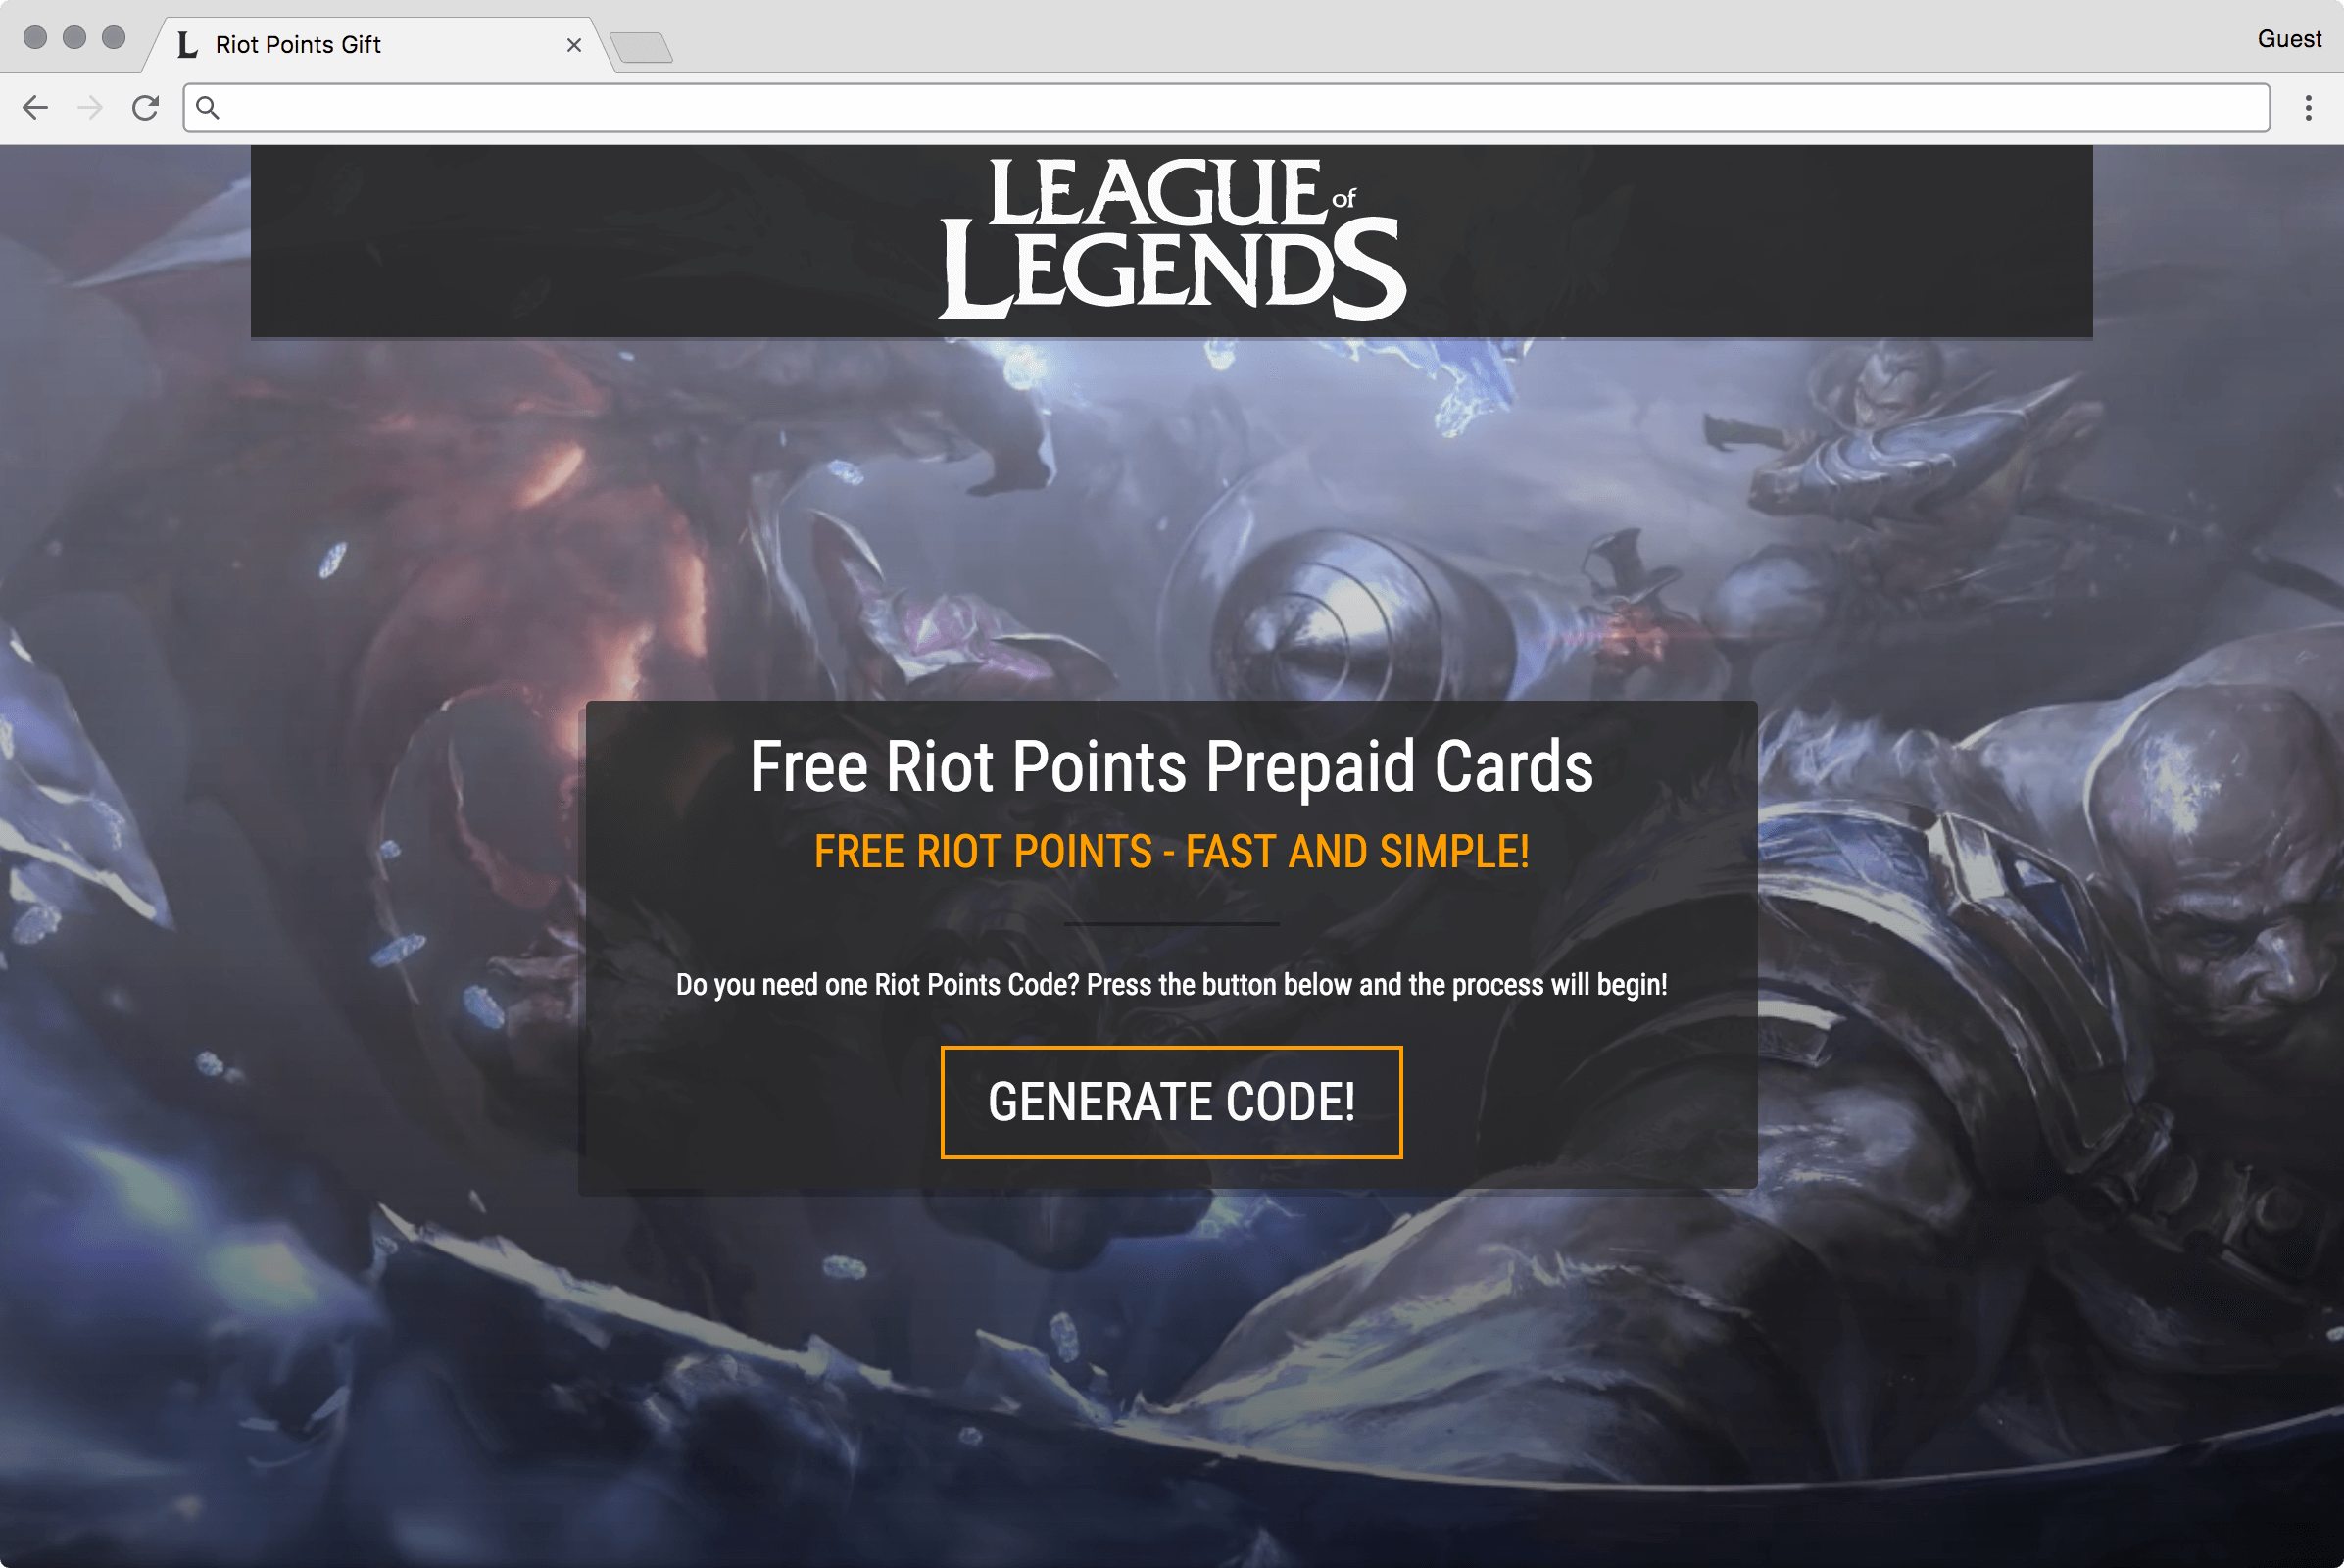 Riot Points Gift
Guest
LEAGUE of
LEGENDS
Free Riot Points Prepaid Cards
FREE RIOT POINTS - FAST AND SIMPLE!
Do you need one Riot Points Code? Press the button below and the process will begin!
GENERATE CODE!